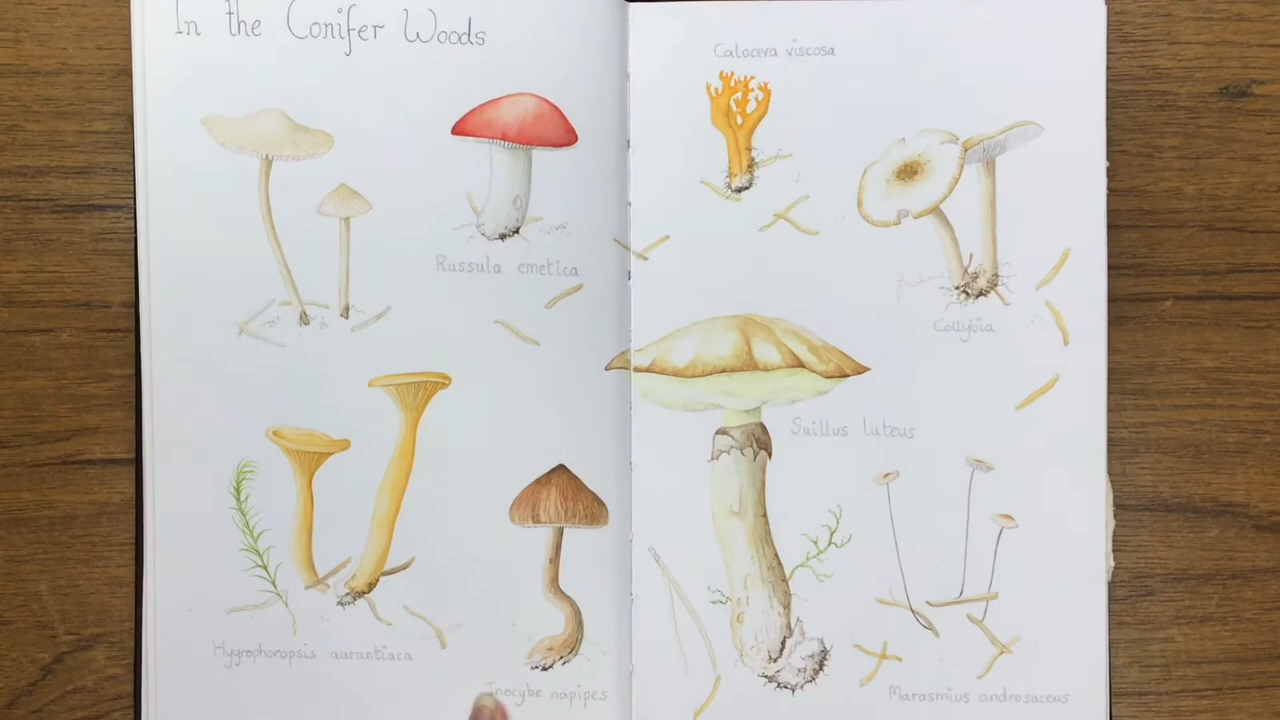 In the Conifer Woods
Russula emetica
Hygrophoropsis aurantiaca
Inocybe napipes
Calocera viscosa
Collybia
Suillus luteus
Marasmius androsaceus